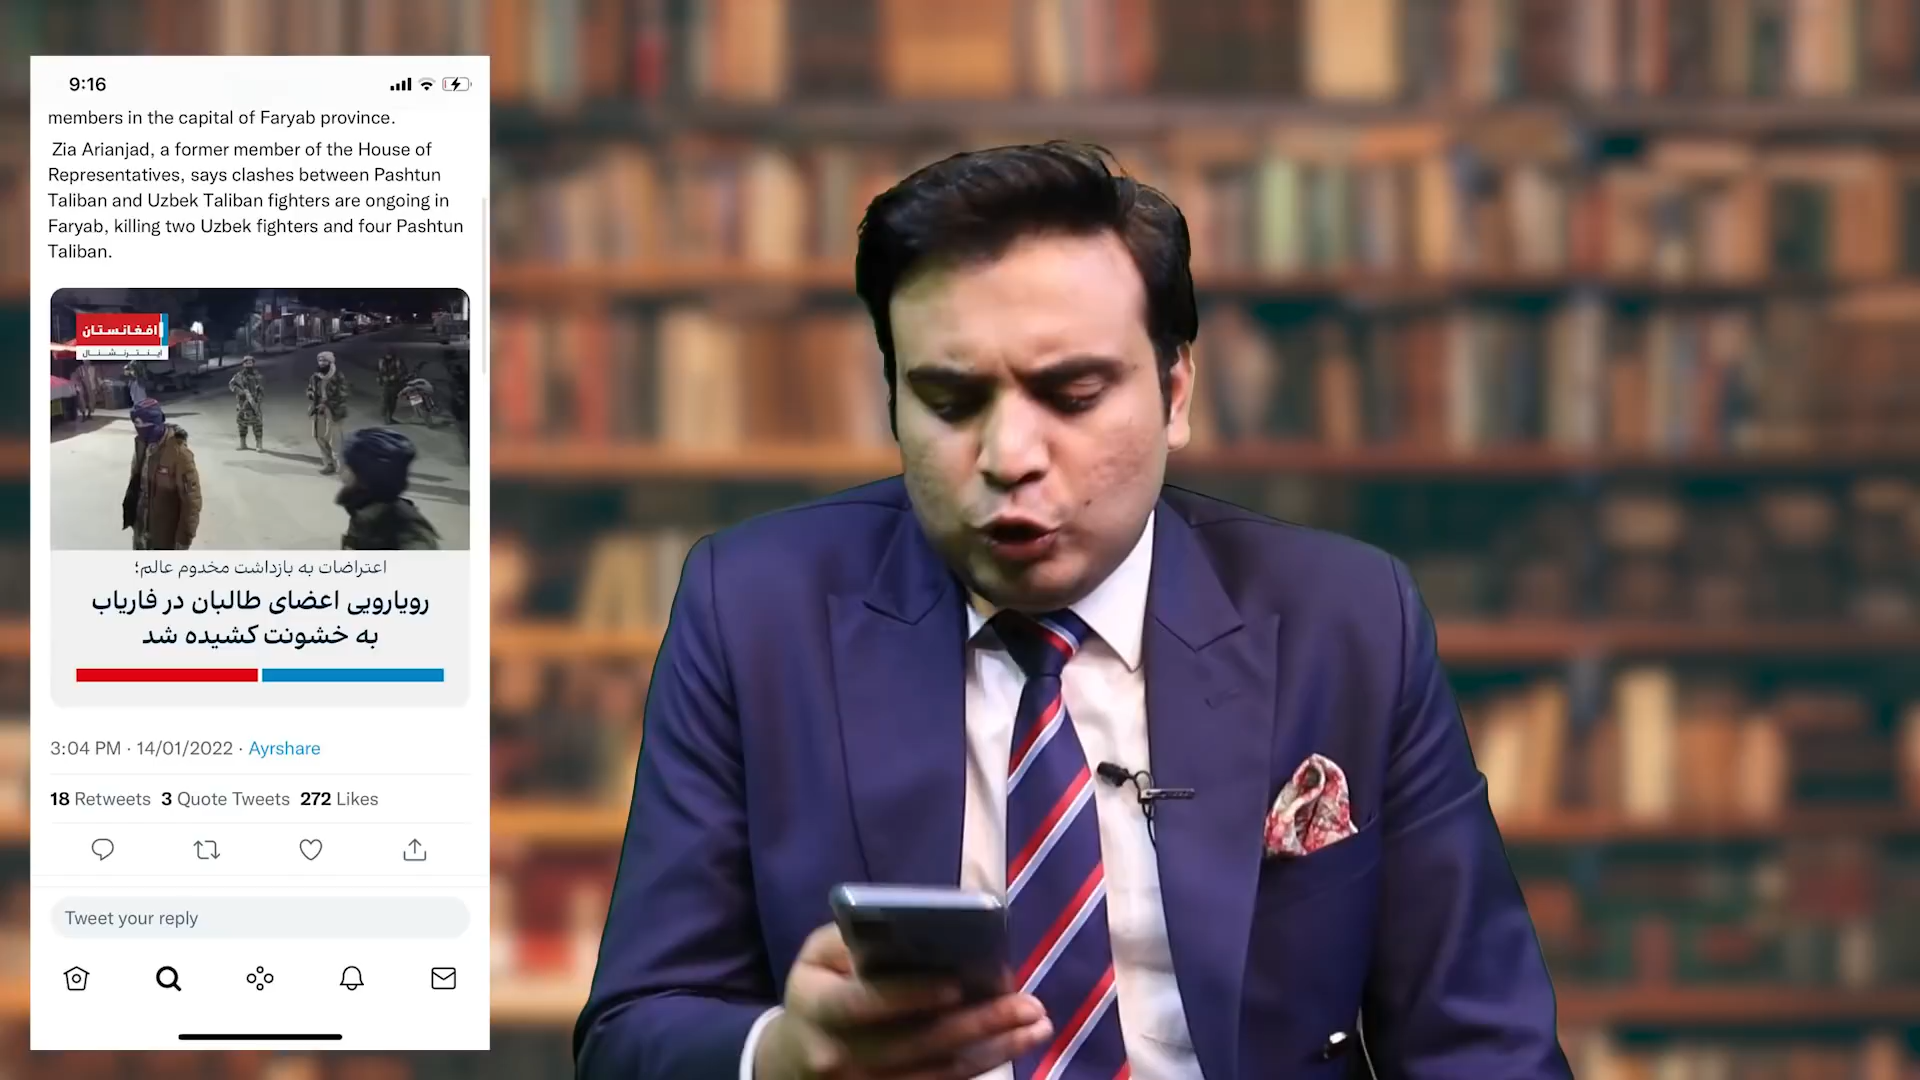 9:16
members in the capital of Faryab province.
Zia Arianjad, a former member of the House of
Representatives, says clashes between Pashtun
Taliban and Uzbek Taliban fighters are ongoing in
Faryab, killing two Uzbek fighters and four Pashtun
Taliban.
افغانستان
اینترنشنال
اعتراضات به بازداشت مخدوم عالم؛
رویارویی اعضای طالبان در فاریاب
به خشونت کشیده شد
3:04 PM · 14/01/2022 · Ayrshare
18 Retweets 3 Quote Tweets 272 Likes
Tweet your reply